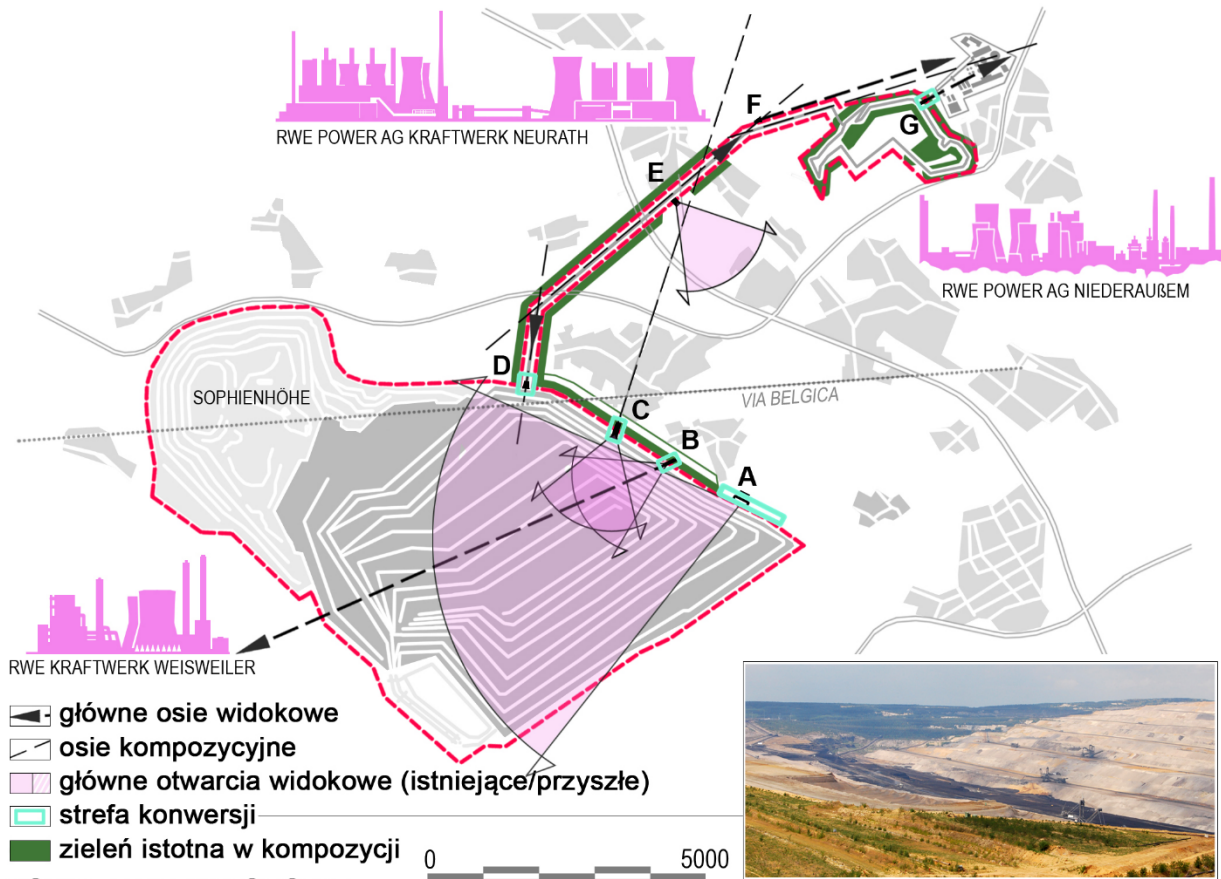 RWE POWER AG KRAFTWERK NEURATH
F
G
E
RWE POWER AG NIEDERAUßEM
D
SOPHIENHÖHE
VIA BELGICA
C
B
A
RWE KRAFTWERK WEISWEILER
główne osie widokowe
osie kompozycyjne
główne otwarcia widokowe (istniejące/przyszłe)
strefa konwersji
zieleń istotna w kompozycji
0 5000